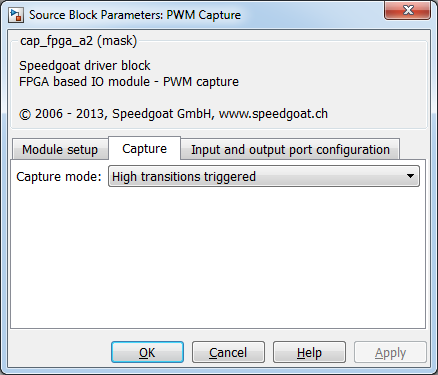 Source Block Parameters: PWM Capture
cap_fpga_a2 (mask)
Speedgoat driver block
FPGA based IO module - PWM capture
© 2006 - 2013, Speedgoat GmbH, www.speedgoat.ch
Module setup Capture Input and output port configuration
Capture mode: High transitions triggered
OK Cancel Help Apply